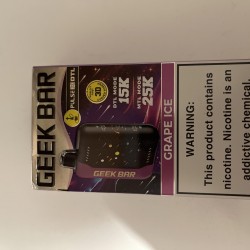 GEEK BAR
PULSE
DTL
DTL MODE
15K
MTL MODE
25K
3D
GRAPE ICE
GEEK BAR
WARNING:
This product contains
nicotine. Nicotine is an
addictive chemical.